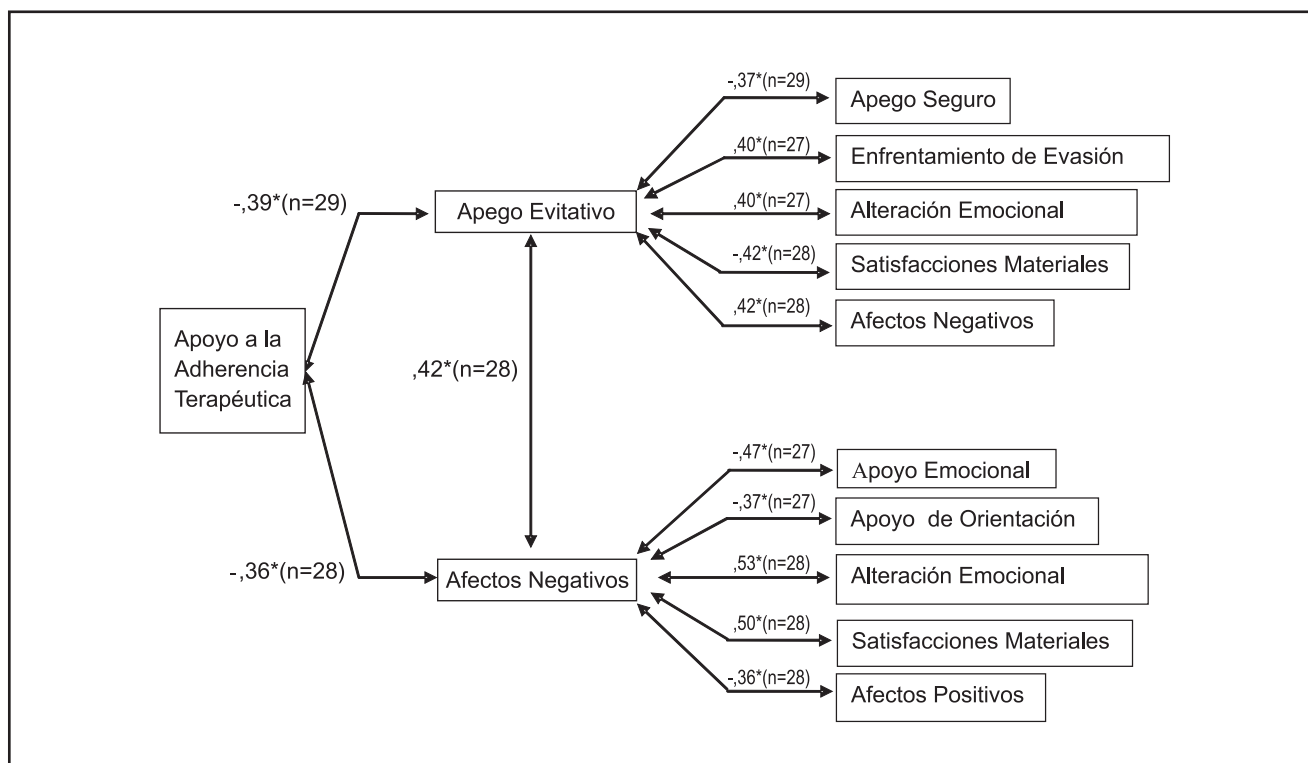 -,37*(n=29)
Apego Seguro
,40*(n=27)
Enfrentamiento de Evasión
-,39*(n=29)
Apego Evitativo
,40*(n=27)
Alteración Emocional
-,42*(n=28)
Satisfacciones Materiales
,42*(n=28)
Afectos Negativos
Apoyo a la
Adherencia
Terapéutica
,42*(n=28)
-,47*(n=27)
Apoyo Emocional
-,37*(n=27)
Apoyo de Orientación
-,36*(n=28)
Afectos Negativos
,53*(n=28)
Alteración Emocional
,50*(n=28)
Satisfacciones Materiales
-,36*(n=28)
Afectos Positivos